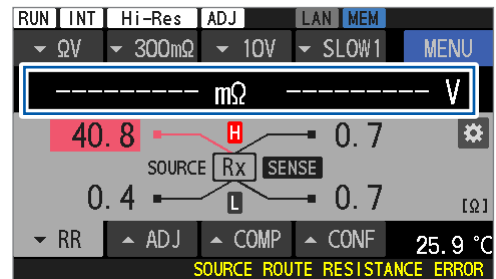 RUN INT Hi-Res ADJ LAN MEM
ΩV 300mΩ 10V SLOW1 MENU
---------- mΩ ---------- V
40.8 H 0.7
SOURCE Rx SENSE
0.4 L 0.7 [Ω]
RR ADJ COMP CONF 25.9 °C
SOURCE ROUTE RESISTANCE ERROR